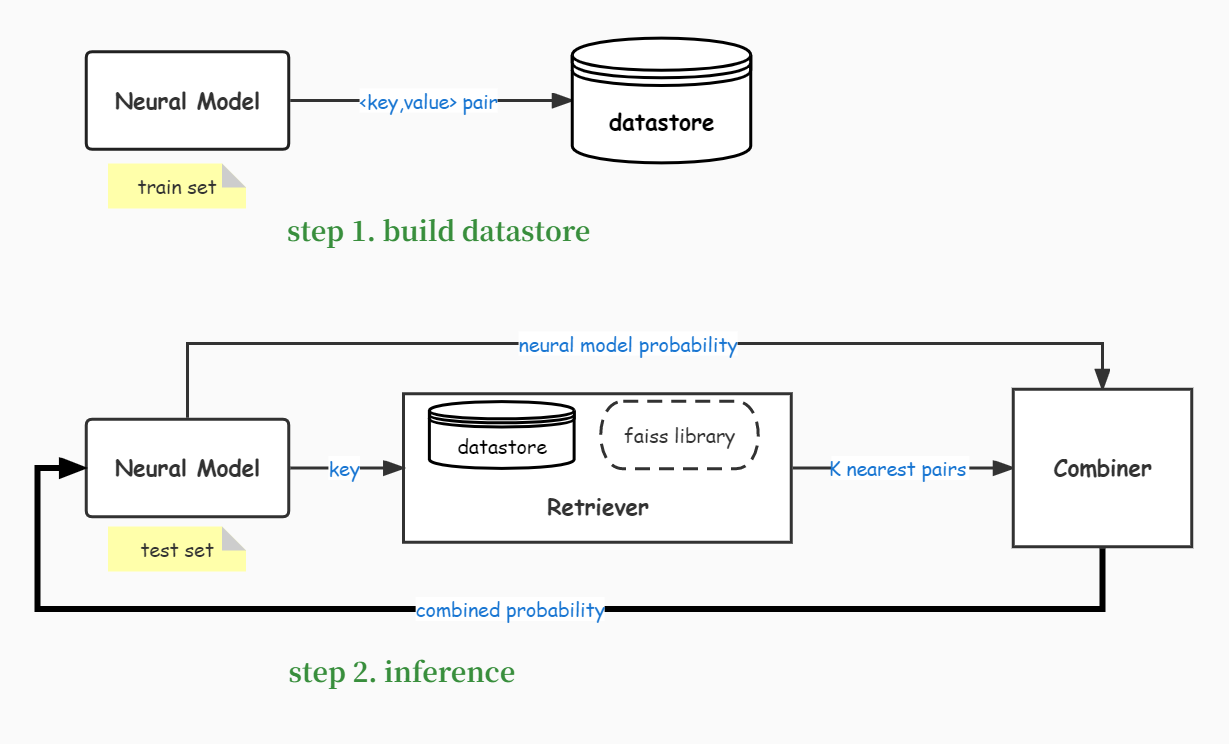 Neural Model
<key,value> pair
datastore
train set
step 1. build datastore
neural model probability
Neural Model
key
datastore
faiss library
Retriever
K nearest pairs
Combiner
test set
combined probability
step 2. inference